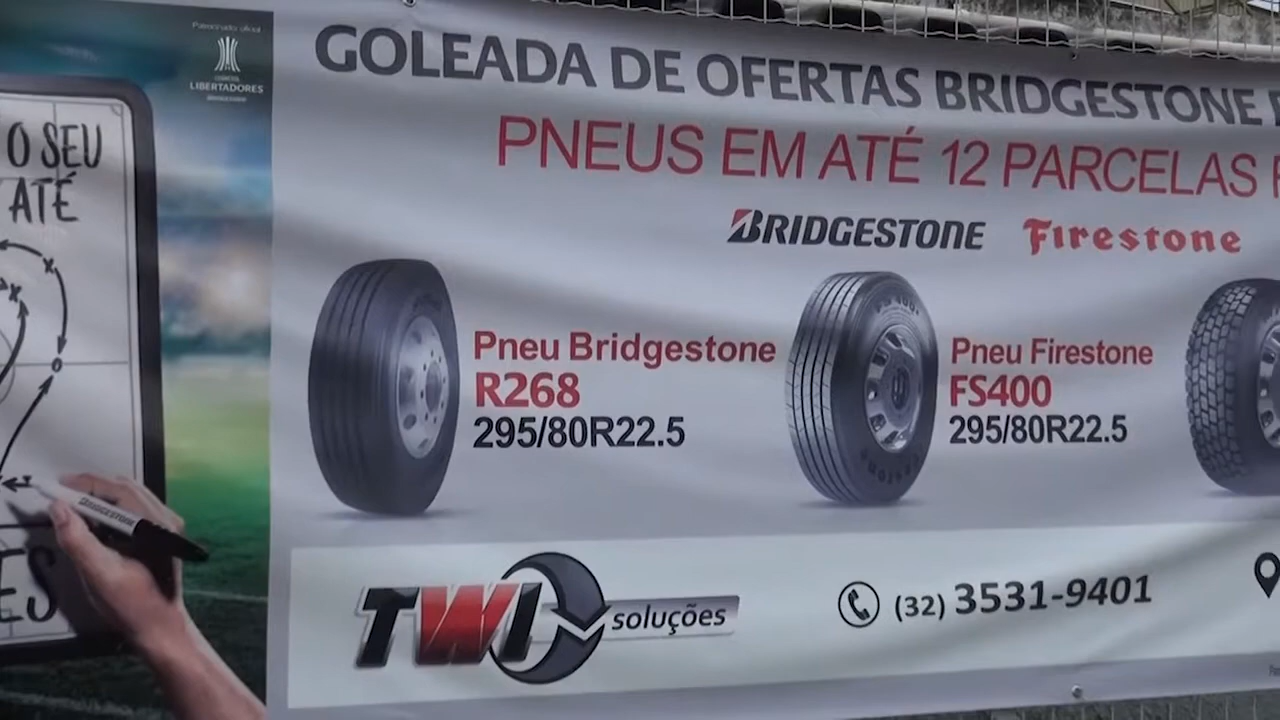 Patrocinador oficial
LIBERTADORES
BRIDGESTONE
O SEU
ATÉ
BRIDGESTONE
ES
GOLEADA DE OFERTAS BRIDGESTONE
PNEUS EM ATÉ 12 PARCELAS
BRIDGESTONE Firestone
Pneu Bridgestone
R268
295/80R22.5
Pneu Firestone
FS400
295/80R22.5
TWI soluções
(32) 3531-9401